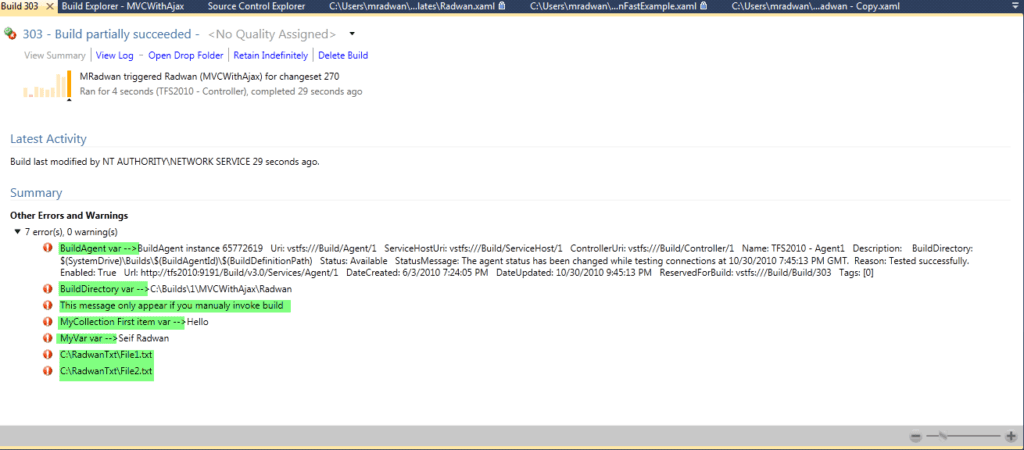 Build 303 Build Explorer - MVCWithAjax Source Control Explorer C:\Users\mradwan\...lates\Radwan.xaml C:\Users\mradwan\...nFastExample.xaml C:\Users\mradwan\...adwan - Copy.xaml
303 - Build partially succeeded - <No Quality Assigned>
View Summary | View Log - Open Drop Folder | Retain Indefinitely | Delete Build
MRadwan triggered Radwan (MVCWithAjax) for changeset 270
Ran for 4 seconds (TFS2010 - Controller), completed 29 seconds ago
Latest Activity
Build last modified by NT AUTHORITY\NETWORK SERVICE 29 seconds ago.
Summary
Other Errors and Warnings
7 error(s), 0 warning(s)
BuildAgent var -->BuildAgent instance 65772619 Uri: vstfs:///Build/Agent/1 ServiceHostUri: vstfs:///Build/ServiceHost/1 ControllerUri: vstfs:///Build/Controller/1 Name: TFS2010 - Agent1 Description: BuildDirectory:
$(SystemDrive)\Builds\$(BuildAgentId)\$(BuildDefinitionPath) Status: Available StatusMessage: The agent status has been changed while testing connections at 10/30/2010 7:45:13 PM GMT. Reason: Tested successfully.
Enabled: True Url: http://tfs2010:9191/Build/v3.0/Services/Agent/1 DateCreated: 6/3/2010 7:24:05 PM DateUpdated: 10/30/2010 9:45:13 PM ReservedForBuild: vstfs:///Build/Build/303 Tags: [0]
BuildDirectory var -->C:\Builds\1\MVCWithAjax\Radwan
This message only appear if you manualy invoke build
MyCollection First item var -->Hello
MyVar var -->Seif Radwan
C:\RadwanTxt\File1.txt
C:\RadwanTxt\File2.txt